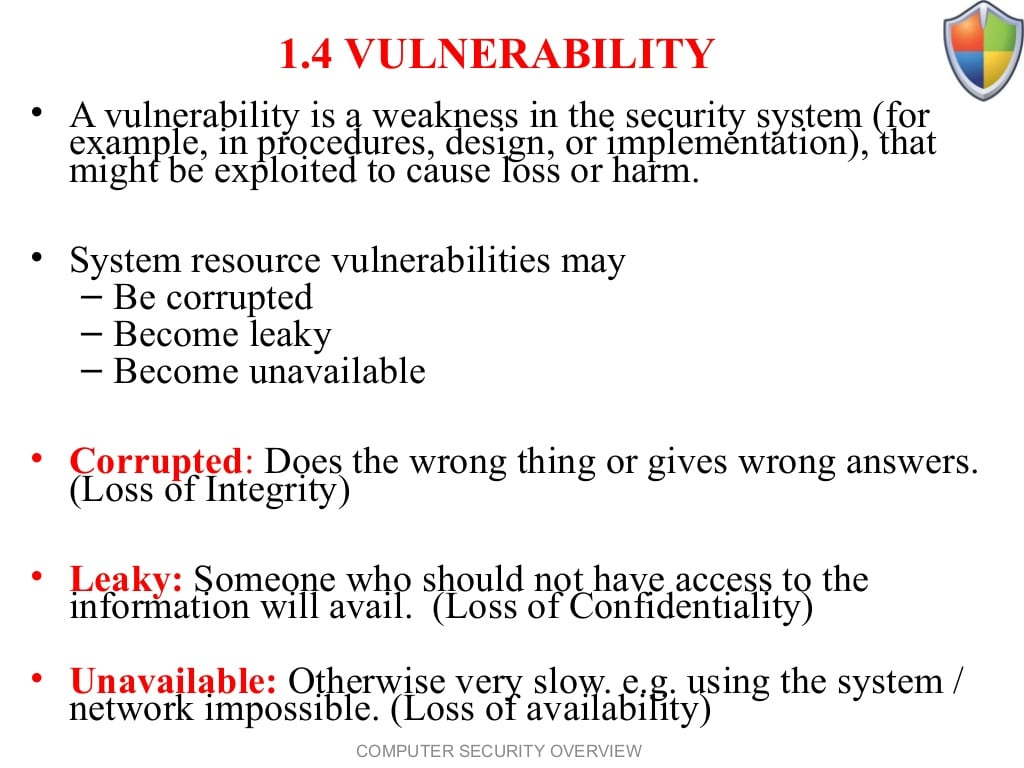 1.4 VULNERABILITY
• A vulnerability is a weakness in the security system (for
example, in procedures, design, or implementation), that
might be exploited to cause loss or harm.
• System resource vulnerabilities may
– Be corrupted
– Become leaky
– Become unavailable
• Corrupted: Does the wrong thing or gives wrong answers.
(Loss of Integrity)
• Leaky: Someone who should not have access to the
information will avail. (Loss of Confidentiality)
• Unavailable: Otherwise very slow. e.g. using the system /
network impossible. (Loss of availability)
COMPUTER SECURITY OVERVIEW